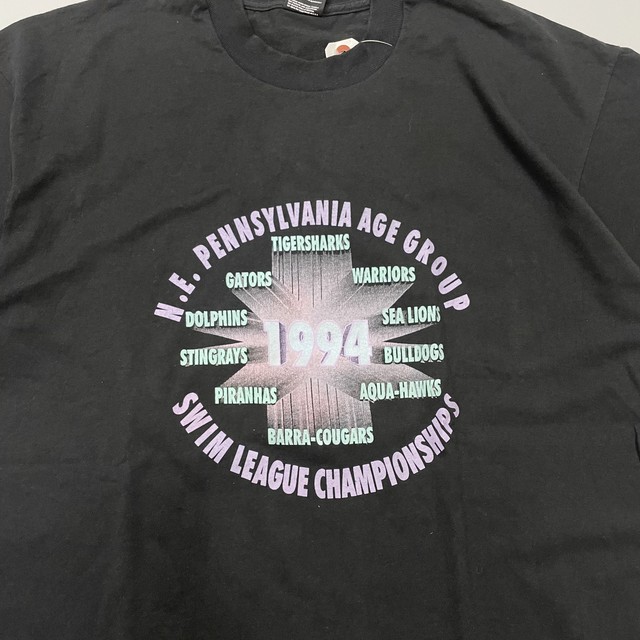 N.E. PENNSYLVANIA AGE GROUP
TIGERSHARKS
GATORS
WARRIORS
DOLPHINS
SEA LIONS
1994
STINGRAYS
BULLDOGS
PIRANHAS
AQUA-HAWKS
BARRA-COUGARS
SWIM LEAGUE CHAMPIONSHIPS